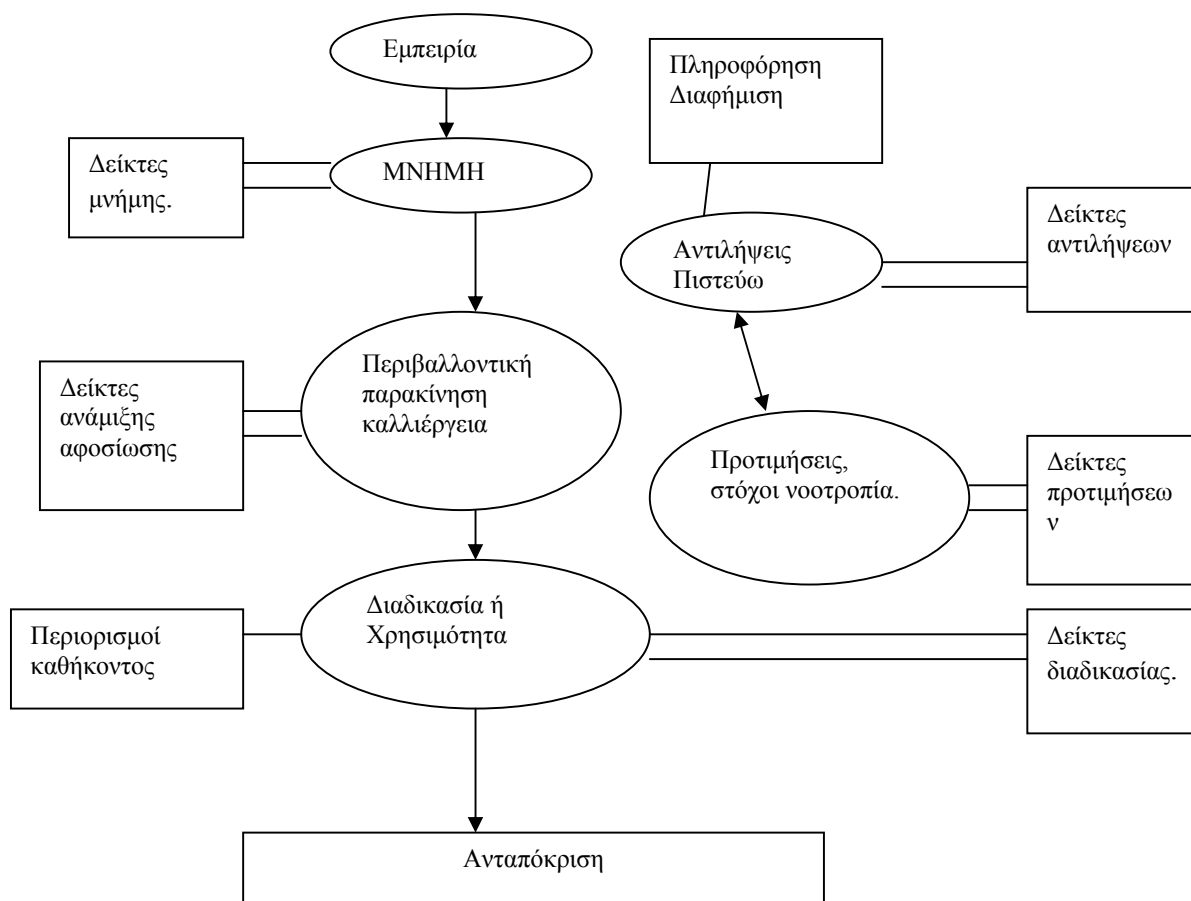 Εμπειρία
Πληροφόρηση
Διαφήμιση
Δείκτες
μνήμης.
ΜΝΗΜΗ
Αντιλήψεις
Πιστεύω
Δείκτες
αντιλήψεων
Δείκτες
ανάμιξης
αφοσίωσης
Περιβαλλοντική
παρακίνηση
καλλιέργεια
Προτιμήσεις,
στόχοι νοοτροπία.
Δείκτες
προτιμήσεω
ν
Περιορισμοί
καθήκοντος
Διαδικασία ή
Χρησιμότητα
Δείκτες
διαδικασίας.
Ανταπόκριση